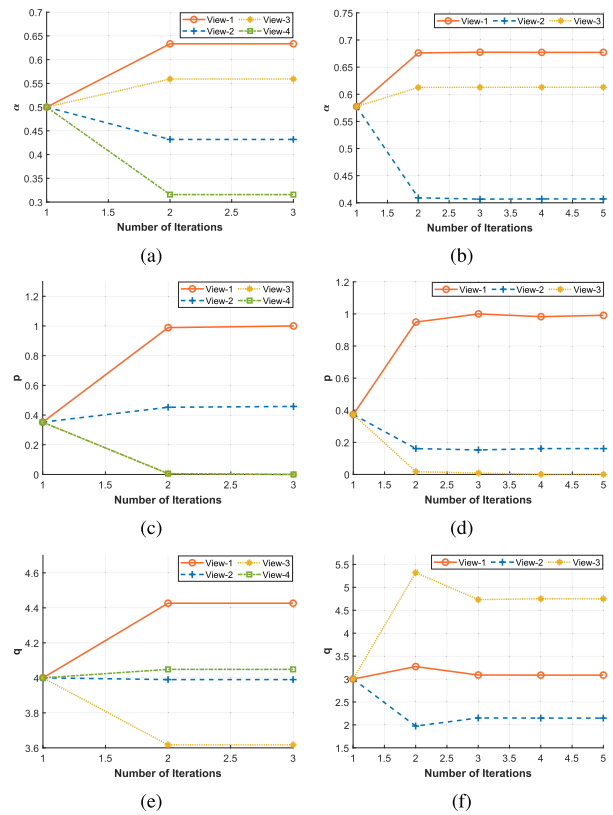 0.7
0.65
0.6
0.55
0.5
0.45
0.4
0.35
0.3
α
View-1 View-3
View-2 View-4
1 1.5 2 2.5 3
Number of Iterations
(a)
0.75
0.7
0.65
0.6
0.55
0.5
0.45
0.4
α
View-1 View-2 View-3
1 1.5 2 2.5 3 3.5 4 4.5 5
Number of Iterations
(b)
1.2
1
0.8
0.6
0.4
0.2
0
p
View-1 View-3
View-2 View-4
1 1.5 2 2.5 3
Number of Iterations
(c)
1.2
1
0.8
0.6
0.4
0.2
0
p
View-1 View-2 View-3
1 1.5 2 2.5 3 3.5 4 4.5 5
Number of Iterations
(d)
4.6
4.4
4.2
4
3.8
3.6
q
View-1 View-3
View-2 View-4
1 1.5 2 2.5 3
Number of Iterations
(e)
5.5
5
4.5
4
3.5
3
2.5
2
1.5
q
View-1 View-2 View-3
1 1.5 2 2.5 3 3.5 4 4.5 5
Number of Iterations
(f)